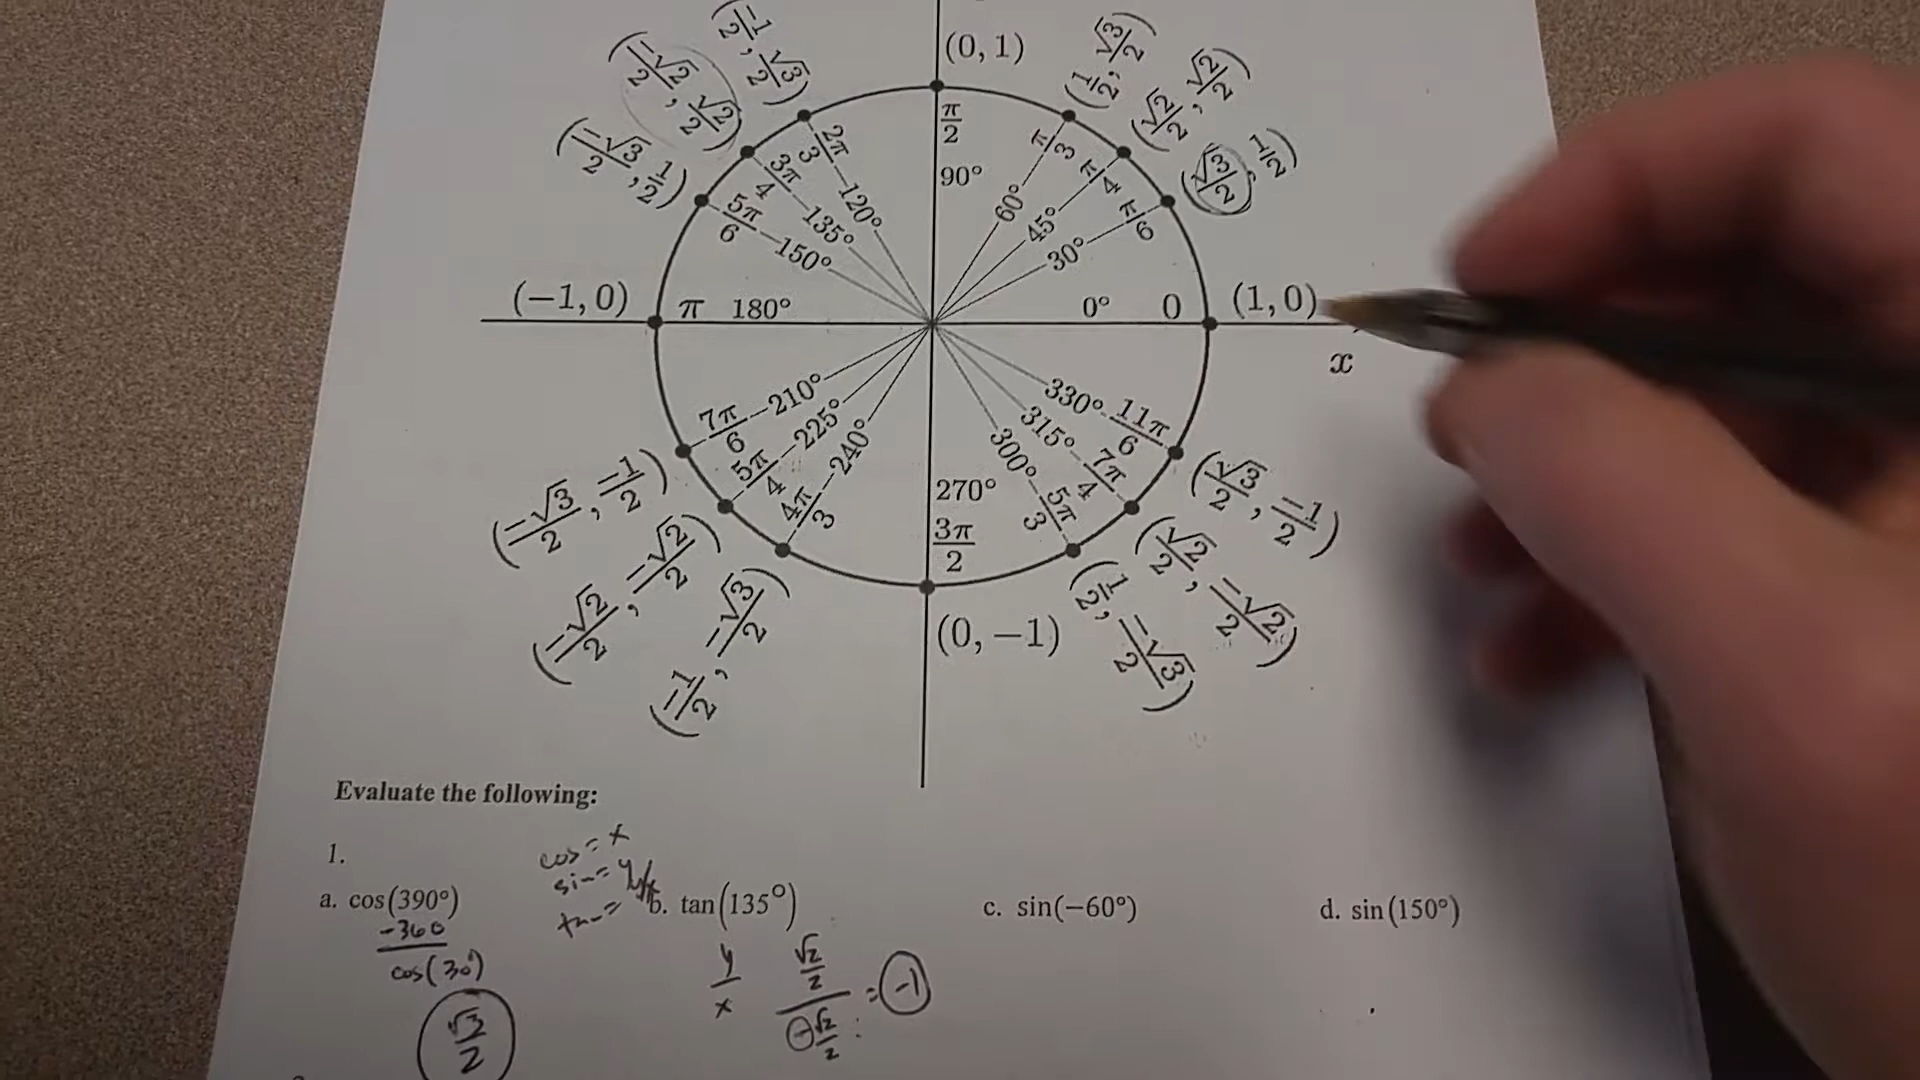 (0, 1)
(-1/2, √3/2)
(-√2/2, √2/2)
(-√3/2, 1/2)
(1/2, √3/2)
(√2/2, √2/2)
(√3/2, 1/2)
π/2
90°
2π/3 120°
3π/4 135°
5π/6 150°
π/3 60°
π/4 45°
π/6 30°
(−1, 0) π 180° 0° 0 (1, 0)
x
7π/6 210°
5π/4 225°
4π/3 240°
330° 11π/6
315° 7π/4
300° 5π/3
270°
3π/2
(-√3/2, -1/2)
(-√2/2, -√2/2)
(-1/2, -√3/2)
(√3/2, -1/2)
(√2/2, -√2/2)
(1/2, -√3/2)
(0, −1)
Evaluate the following:
1.
cos = x
sin = y
tan = y/x
a. cos(390°) b. tan(135°) c. sin(−60°) d. sin(150°)
-360
cos(30°)
√3/2
y/x (√2/2)/(-√2/2) = -1